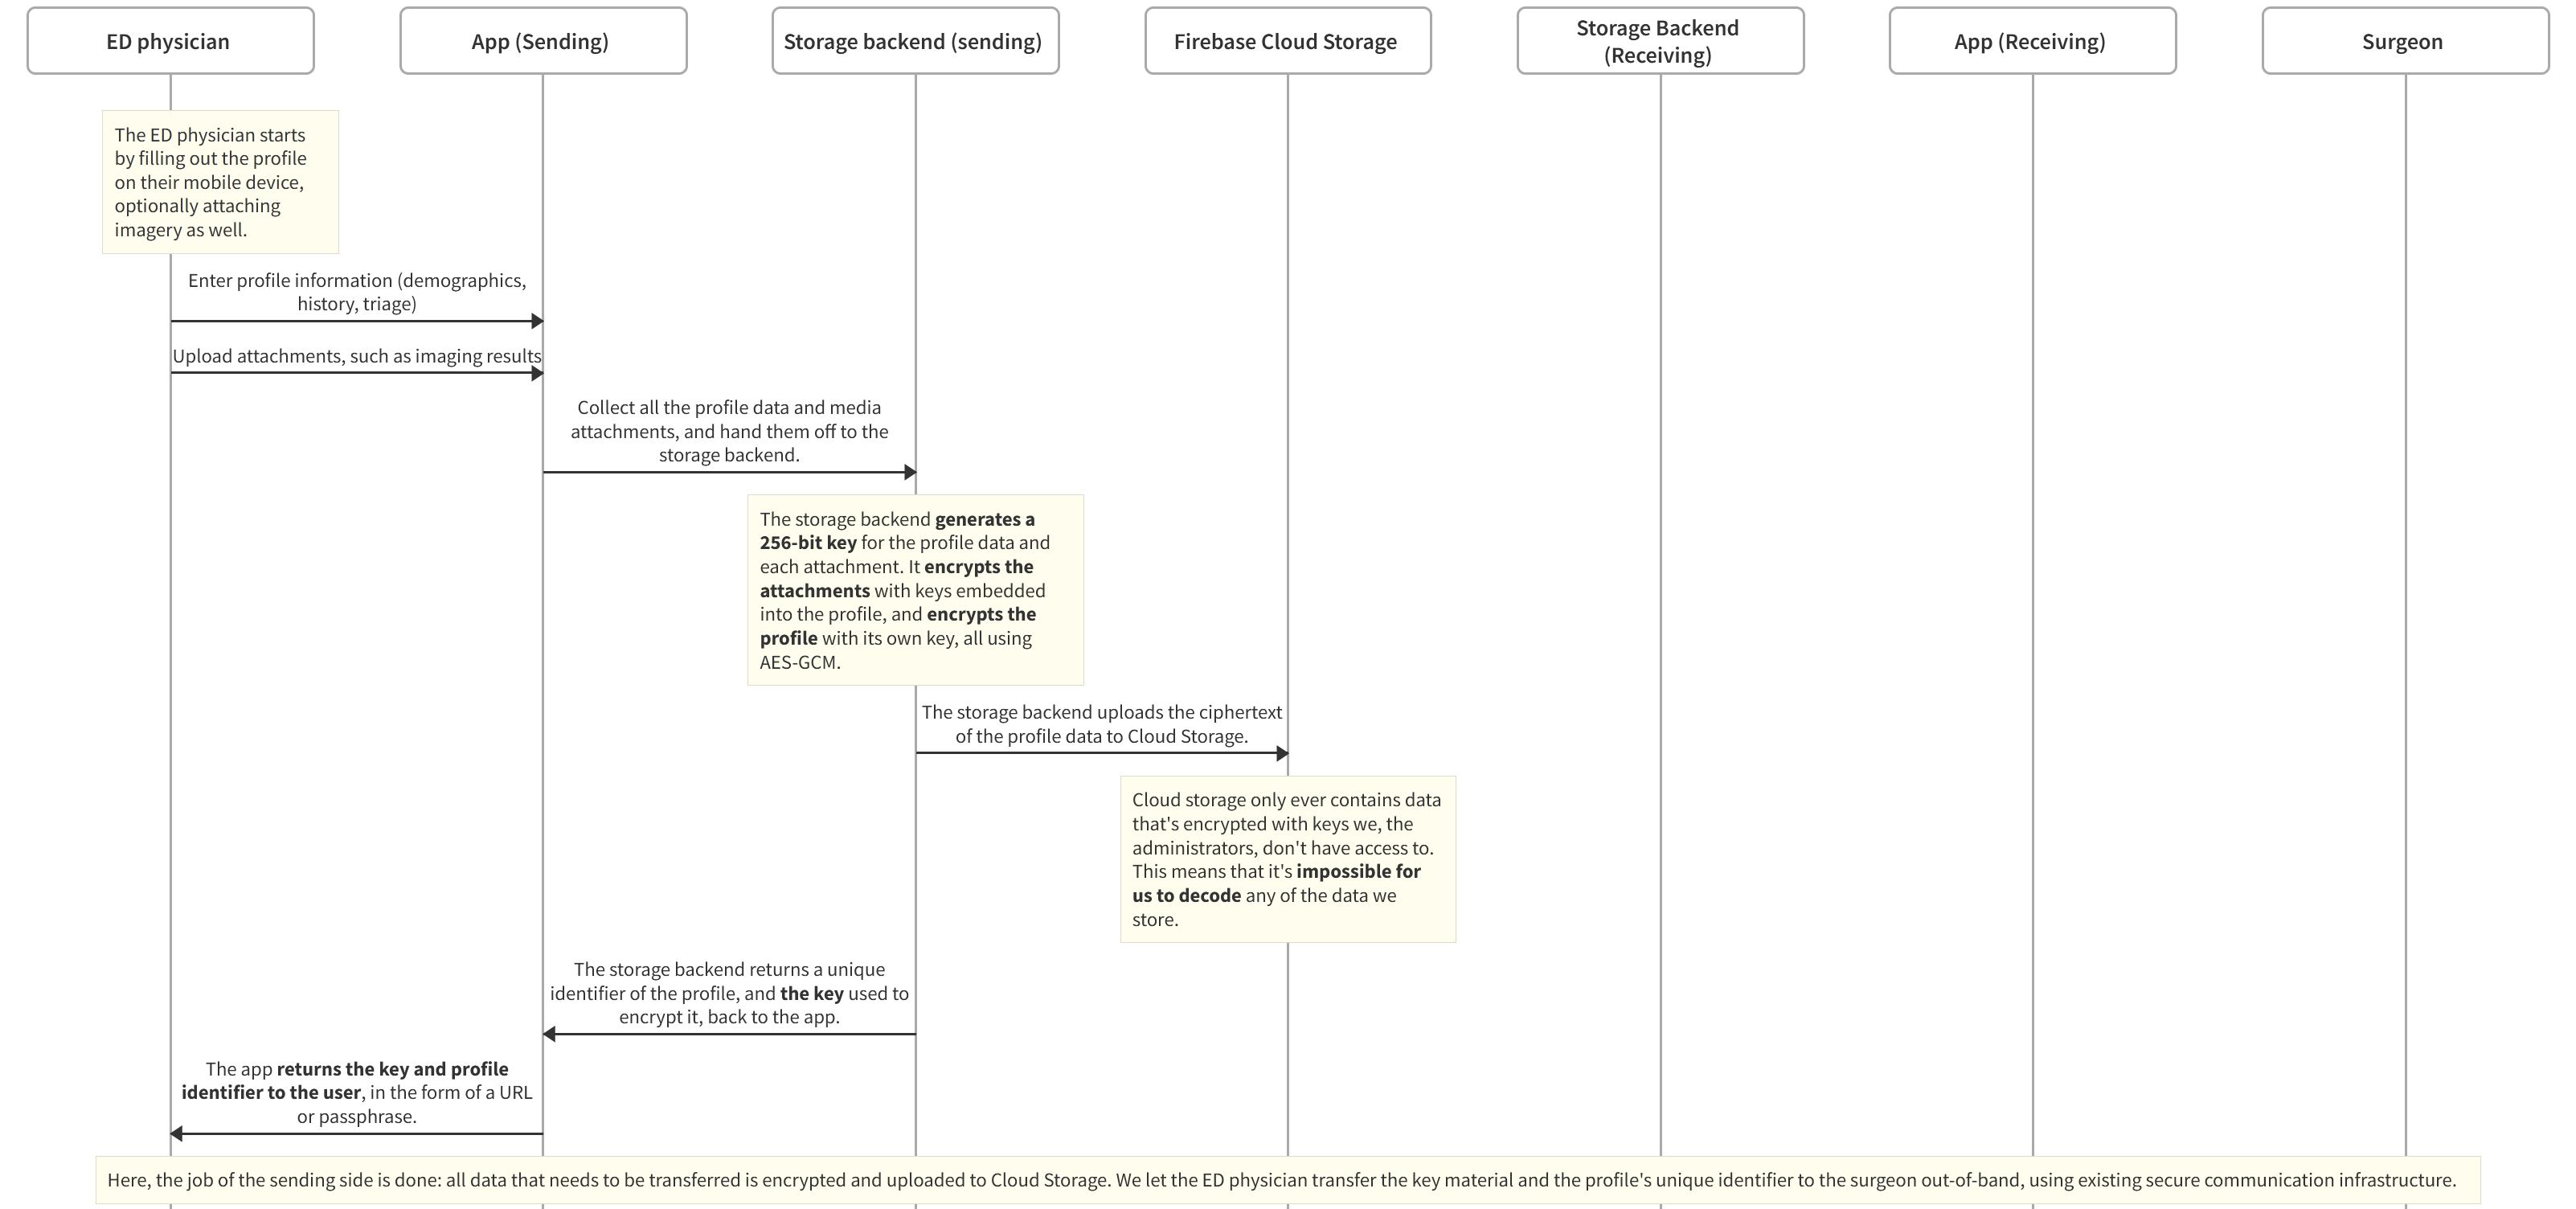 ED physician
App (Sending)
Storage backend (sending)
Firebase Cloud Storage
Storage Backend
(Receiving)
App (Receiving)
Surgeon
The ED physician starts
by filling out the profile
on their mobile device,
optionally attaching
imagery as well.
Enter profile information (demographics,
history, triage)
Upload attachments, such as imaging results
Collect all the profile data and media
attachments, and hand them off to the
storage backend.
The storage backend generates a
256-bit key for the profile data and
each attachment. It encrypts the
attachments with keys embedded
into the profile, and encrypts the
profile with its own key, all using
AES-GCM.
The storage backend uploads the ciphertext
of the profile data to Cloud Storage.
Cloud storage only ever contains data
that's encrypted with keys we, the
administrators, don't have access to.
This means that it's impossible for
us to decode any of the data we
store.
The storage backend returns a unique
identifier of the profile, and the key used to
encrypt it, back to the app.
The app returns the key and profile
identifier to the user, in the form of a URL
or passphrase.
Here, the job of the sending side is done: all data that needs to be transferred is encrypted and uploaded to Cloud Storage. We let the ED physician transfer the key material and the profile's unique identifier to the surgeon out-of-band, using existing secure communication infrastructure.